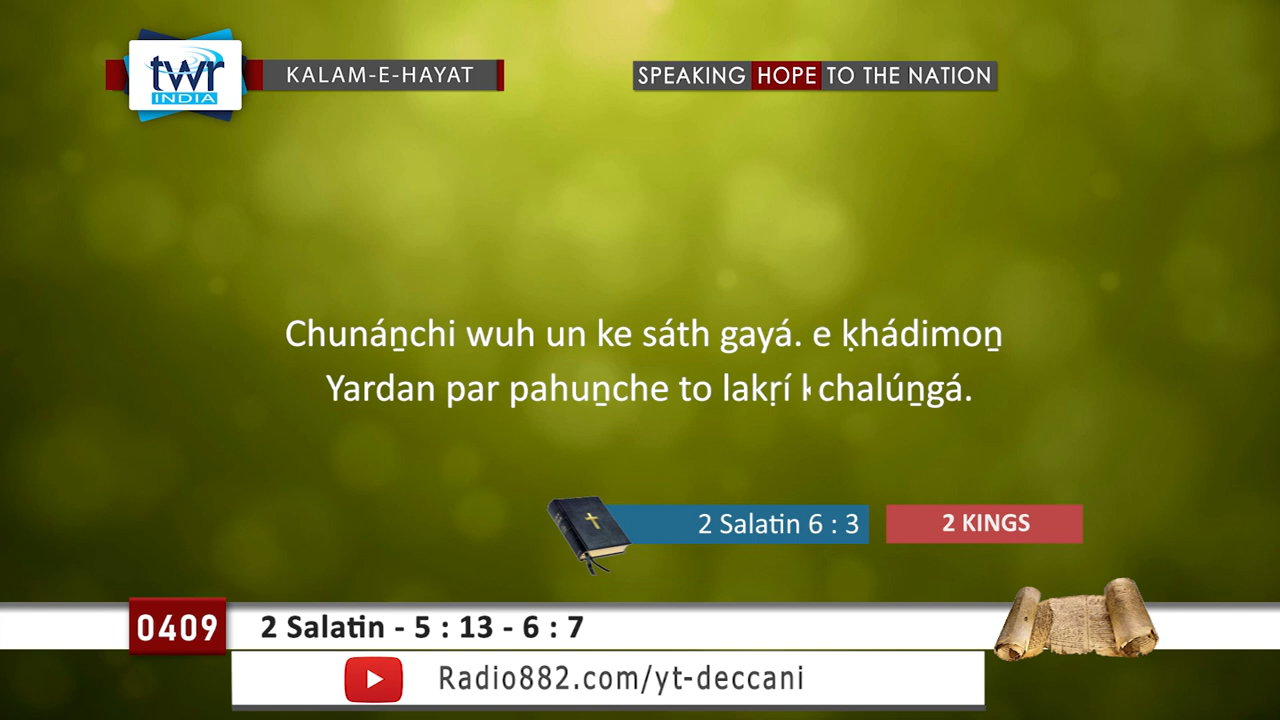 twr
INDIA
KALAM-E-HAYAT
SPEAKING HOPE TO THE NATION
Chunáṉchi wuh un ke sáth gayá. e ḳhádimoṉ
Yardan par pahuṉche to lakṛí chalúṉgá.
2 Salatin 6 : 3
2 KINGS
0409
2 Salatin - 5 : 13 - 6 : 7
Radio882.com/yt-deccani